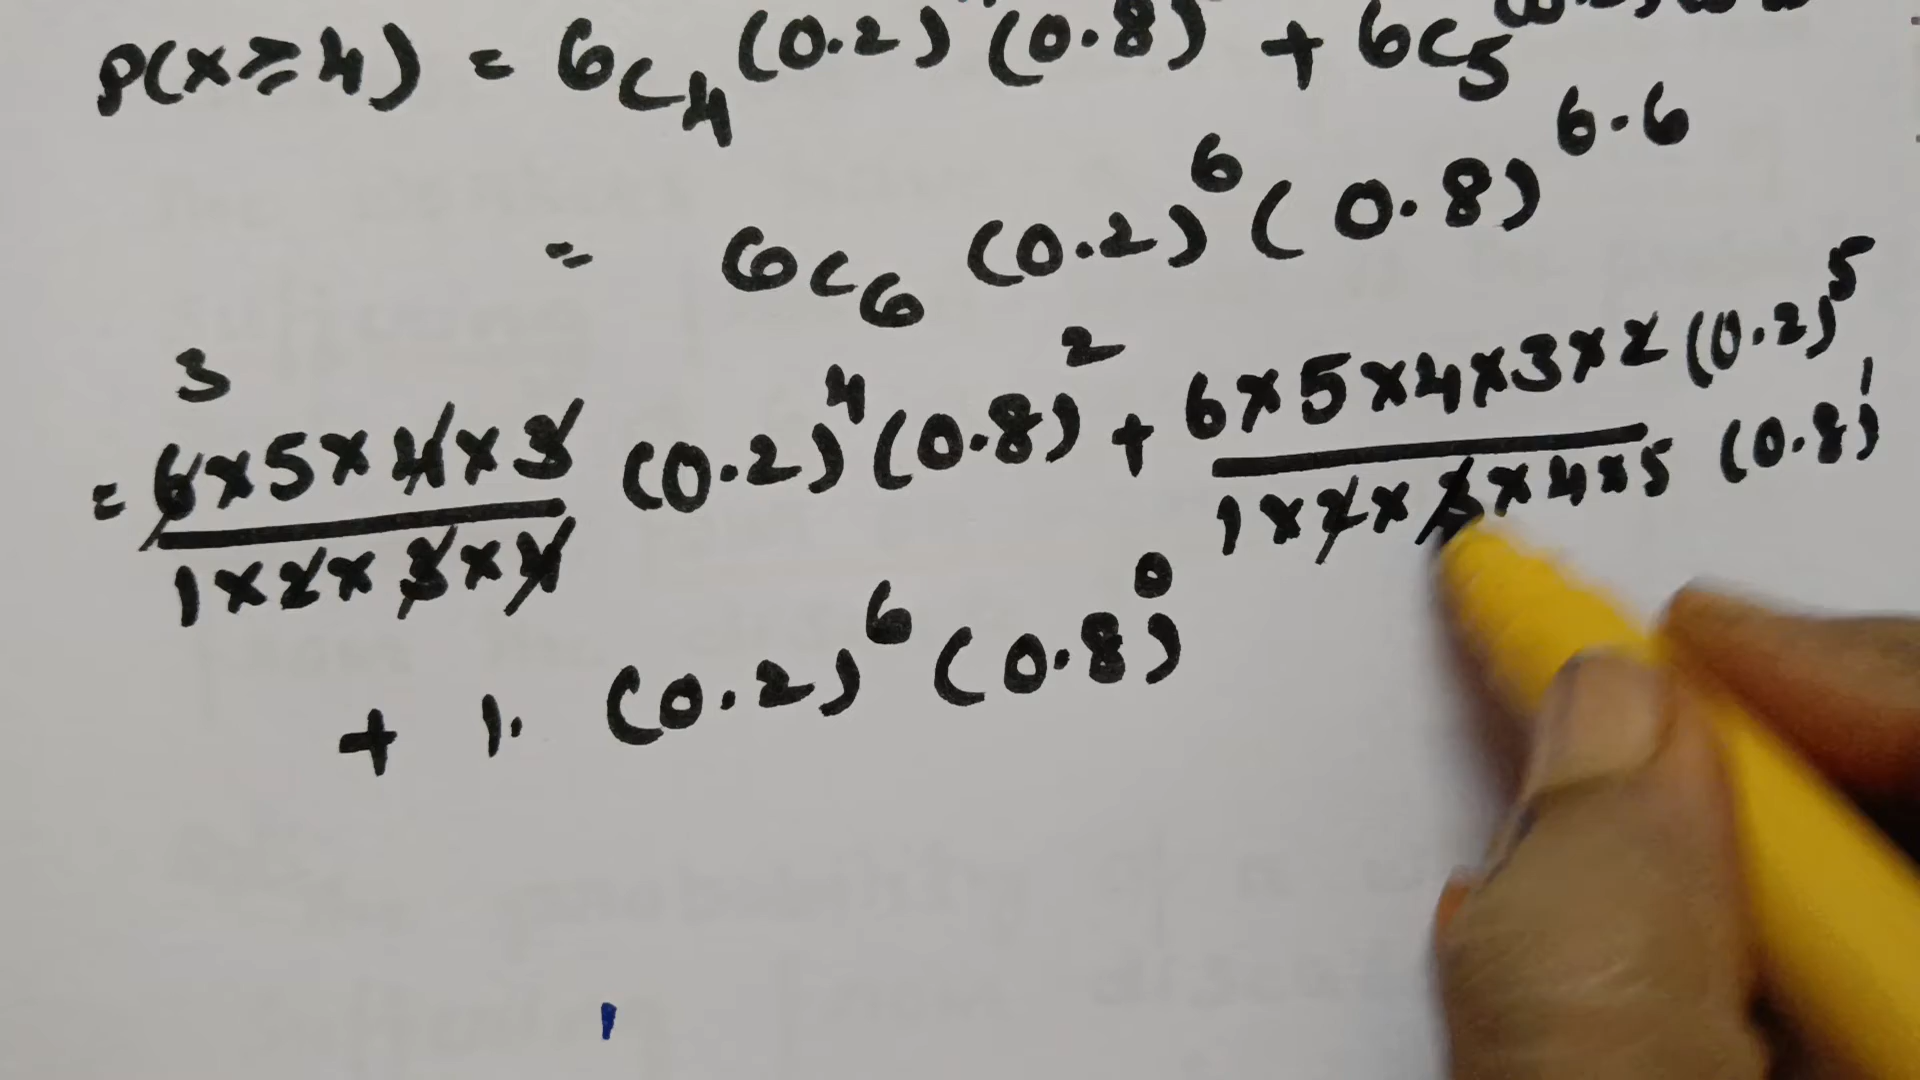 P(x≥4) = 6C₄ (0.2) (0.8) + 6C₅
= 6C₆ (0.2)⁶ (0.8)⁶·⁶
3
= 6×5×4×3 (0.2)⁴ (0.8)² + 6×5×4×3×2 (0.2)⁵
1×2×3×4 1×2×3×4×5 (0.8)¹
+ 1. (0.2)⁶ (0.8)⁰